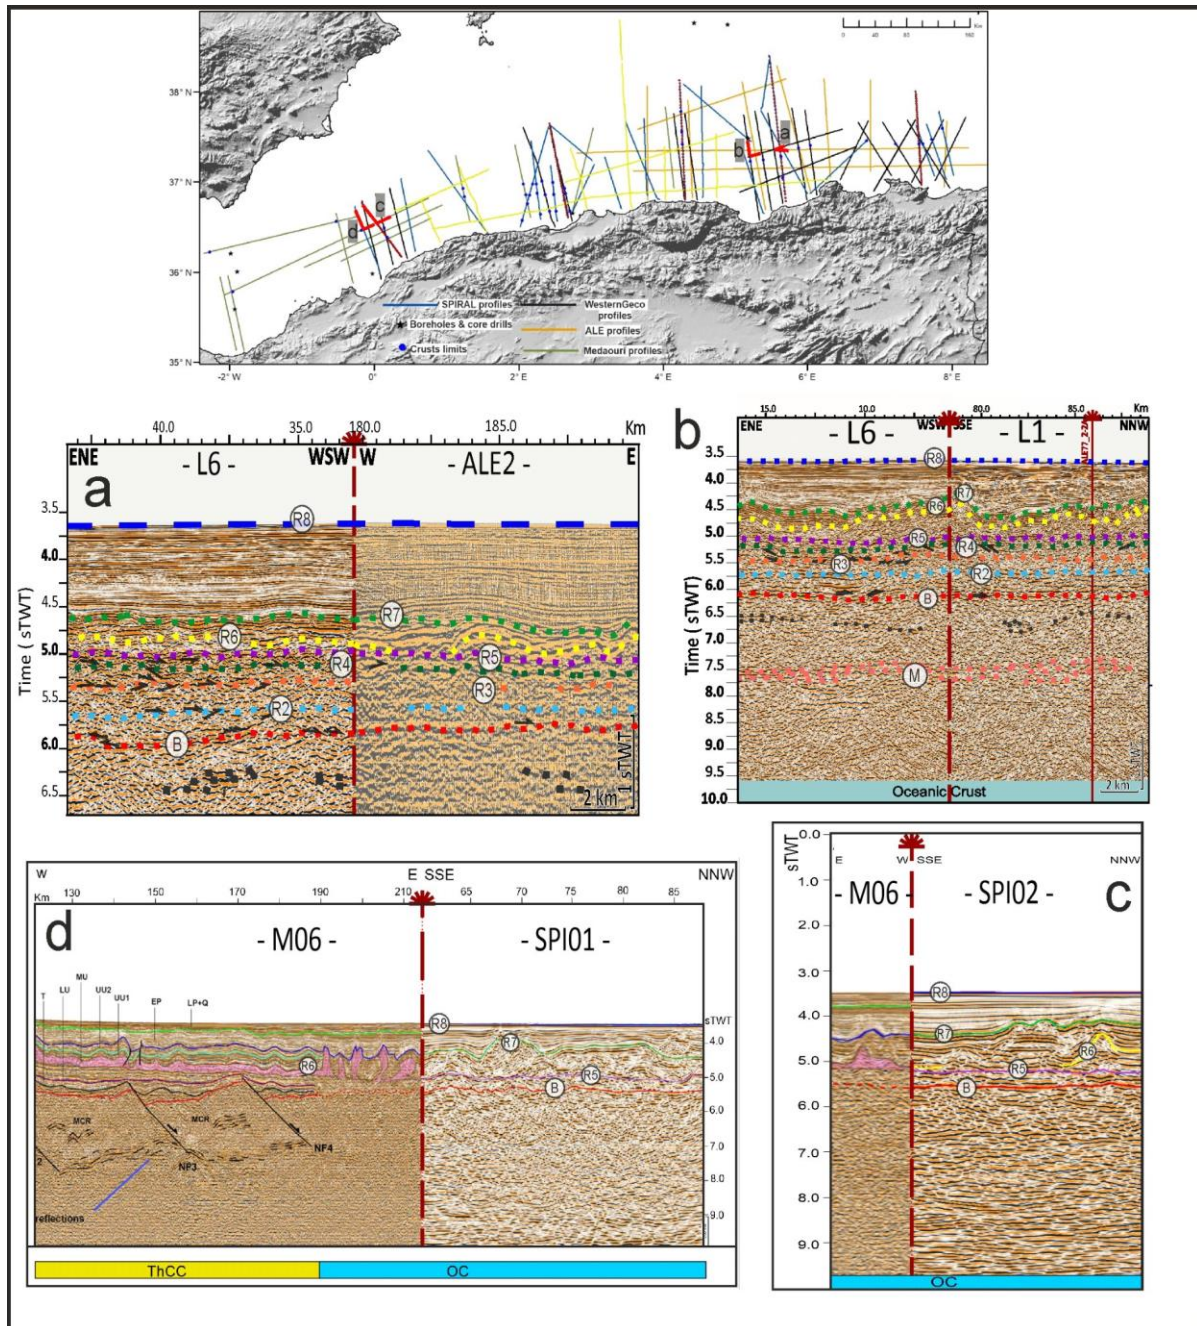 0 40 80 160 Km
38° N
37° N
36° N
35° N
a
b
c
d
SPIRAL profiles
WesternGeco profiles
Boreholes & core drills
ALE profiles
Crusts limits
Medaouri profiles
-2° W 0° 2° E 4° E 6° E 8° E
40.0 35.0 180.0 185.0 Km
ENE - L6 - WSW W - ALE2 - E
a
Time ( sTWT)
3.5
4.0
4.5
5.0
5.5
6.0
6.5
R8
R7
R6
R5
R4
R3
R2
B
1 sTWT
2 km
b
15.0 10.0 80.0 85.0 Km
ENE - L6 - WSW SSE - L1 - NNW
Time ( sTWT)
3.5
4.0
4.5
5.0
5.5
6.0
6.5
7.0
7.5
8.0
8.5
9.0
9.5
10.0
R8
R7
R6
R5
R4
R3
R2
B
M
2 km
Oceanic Crust
W E SSE NNW
Km 130 150 170 190 210 65 70 75 80 85
d
- M06 - - SPI01 -
T LU MU UU2 UU1 EP LP+Q
R8
R7
R6
R5
B
MCR MCR
NF3 NF4
2
reflections
sTWT
4.0
5.0
6.0
7.0
8.0
9.0
ThCC OC
sTWT
0.0
1.0
2.0
3.0
4.0
5.0
6.0
7.0
8.0
9.0
E W SSE NNW
- M06 - - SPI02 -
c
R8
R7
R6
R5
B
OC